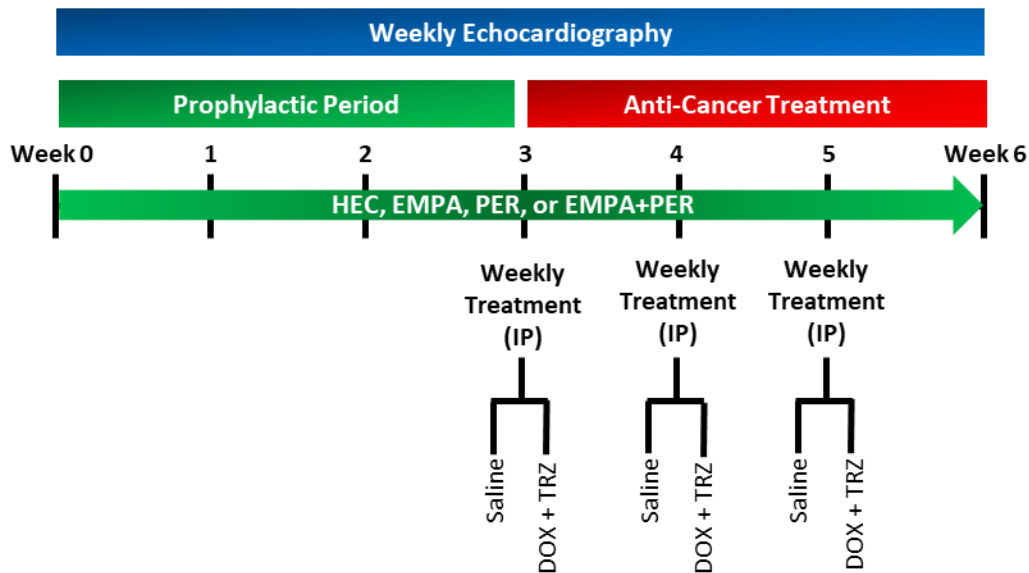 Weekly Echocardiography
Prophylactic Period
Anti-Cancer Treatment
Week 0
1
2
3
4
5
Week 6
HEC, EMPA, PER, or EMPA+PER
Weekly
Treatment
(IP)
Weekly
Treatment
(IP)
Weekly
Treatment
(IP)
Saline
DOX + TRZ
Saline
DOX + TRZ
Saline
DOX + TRZ